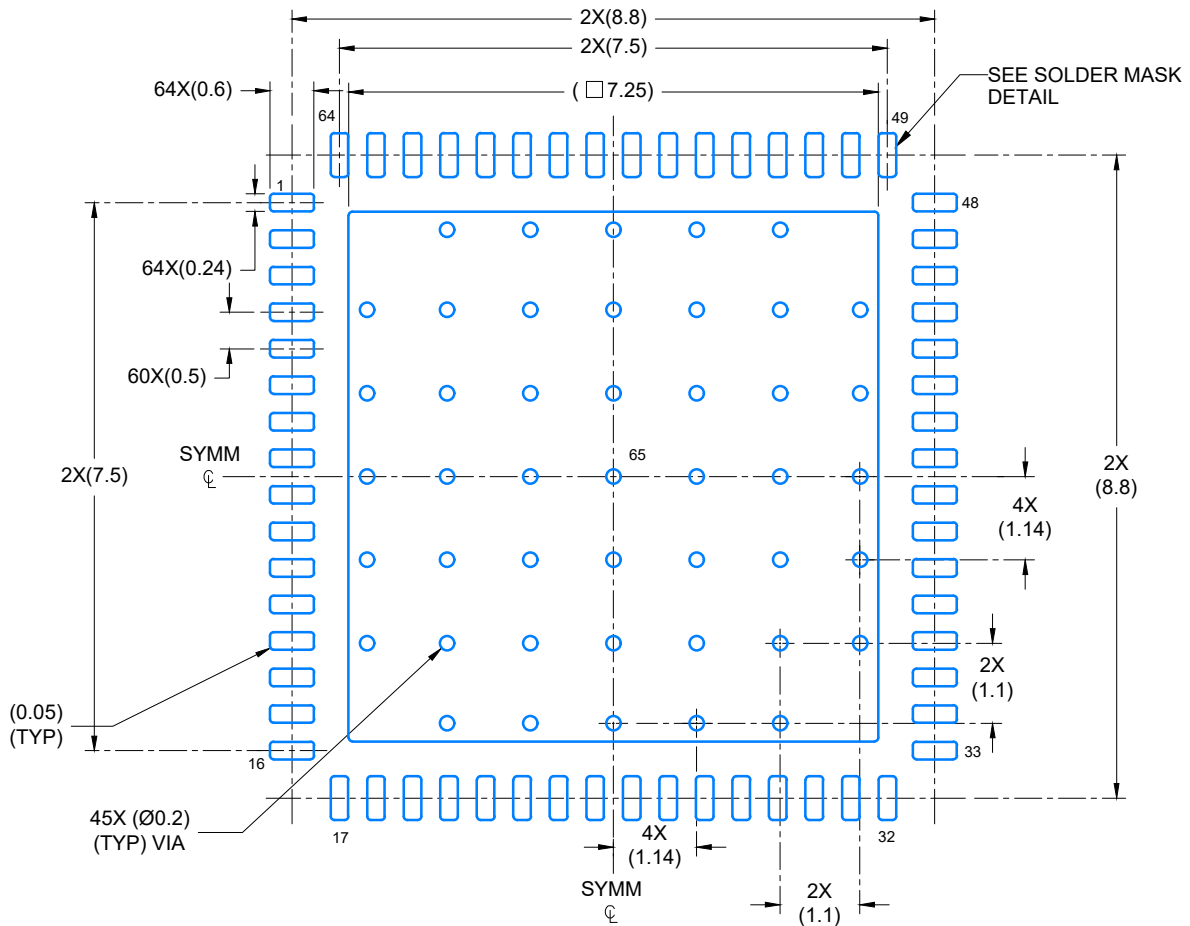 2X(8.8)
2X(7.5)
64X(0.6)
( □ 7.25)
SEE SOLDER MASK
DETAIL
64
49
1
48
64X(0.24)
60X(0.5)
SYMM
℄
65
2X(7.5)
2X
(8.8)
4X
(1.14)
2X
(1.1)
(0.05)
(TYP)
16
33
45X (Ø0.2)
(TYP) VIA
17
32
4X
(1.14)
SYMM
℄
2X
(1.1)